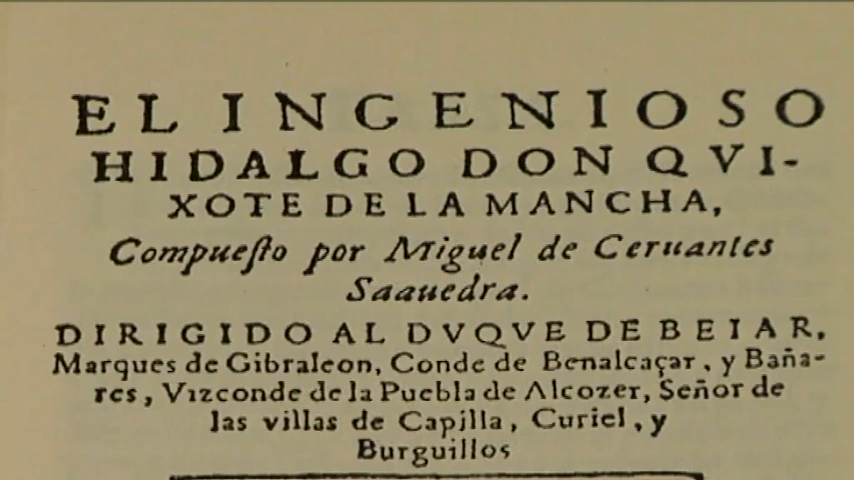 EL INGENIOSO
HIDALGO DON QVI-
XOTE DE LA MANCHA,
Compueſto por Miguel de Ceruantes
Saauedra.
DIRIGIDO AL DVQVE DE BEIAR,
Marques de Gibraleon, Conde de Benalcaçar, y Baña-
res, Vizconde de la Puebla de Alcozer, Señor de
las villas de Capilla, Curiel, y
Burguillos